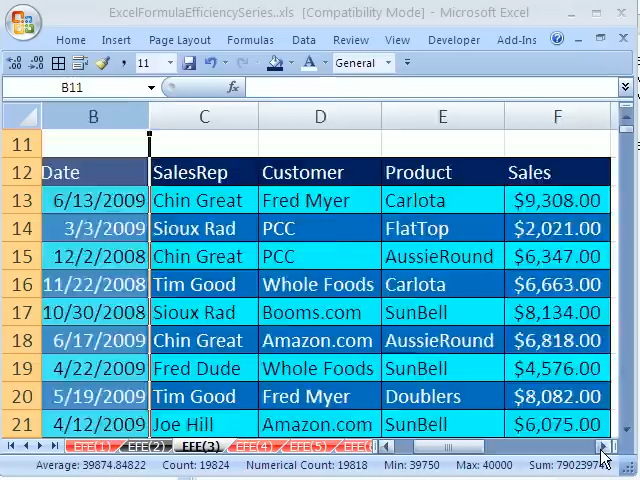 ExcelFormulaEfficiencySeries..xls [Compatibility Mode] - Microsoft Excel
Home Insert Page Layout Formulas Data Review View Developer Add-Ins
11 General
B11 fx
B C D E F
11
12 Date SalesRep Customer Product Sales
13 6/13/2009 Chin Great Fred Myer Carlota $9,308.00
14 3/3/2009 Sioux Rad PCC FlatTop $2,021.00
15 12/2/2008 Chin Great PCC AussieRound $6,347.00
16 11/22/2008 Tim Good Whole Foods Carlota $6,663.00
17 10/30/2008 Sioux Rad Booms.com SunBell $8,134.00
18 6/17/2009 Chin Great Amazon.com AussieRound $6,818.00
19 4/22/2009 Fred Dude Whole Foods SunBell $4,576.00
20 5/19/2009 Tim Good Fred Myer Doublers $8,082.00
21 4/12/2009 Joe Hill Amazon.com SunBell $6,075.00
EFE(1) EFE(2) EFE(3) EFE(4) EFE(5) EFE(
Average: 39874.84822 Count: 19824 Numerical Count: 19818 Min: 39750 Max: 40000 Sum: 79023974